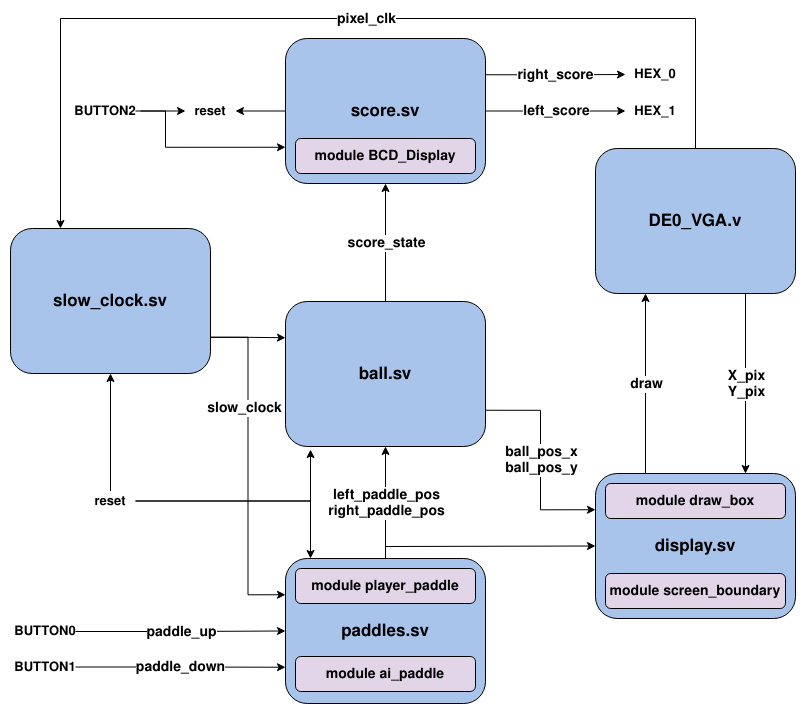 pixel_clk
right_score
HEX_0
BUTTON2
reset
score.sv
left_score
HEX_1
module BCD_Display
DE0_VGA.v
score_state
slow_clock.sv
ball.sv
draw
X_pix
Y_pix
slow_clock
ball_pos_x
ball_pos_y
reset
left_paddle_pos
right_paddle_pos
module draw_box
display.sv
module player_paddle
module screen_boundary
BUTTON0
paddle_up
paddles.sv
BUTTON1
paddle_down
module ai_paddle